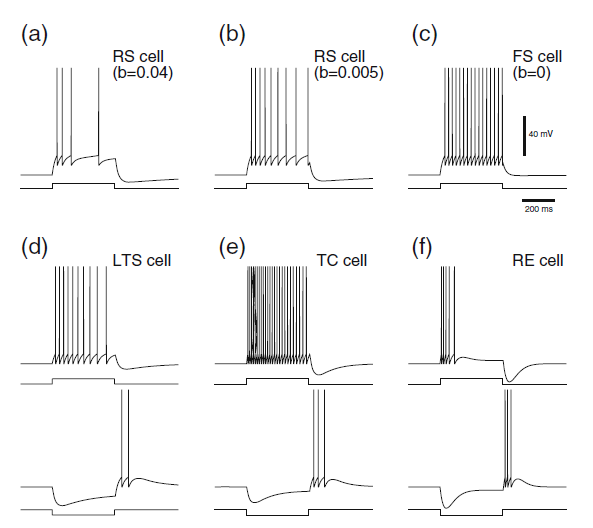 (a)
RS cell
(b=0.04)
(b)
RS cell
(b=0.005)
(c)
FS cell
(b=0)
40 mV
200 ms
(d)
LTS cell
(e)
TC cell
(f)
RE cell